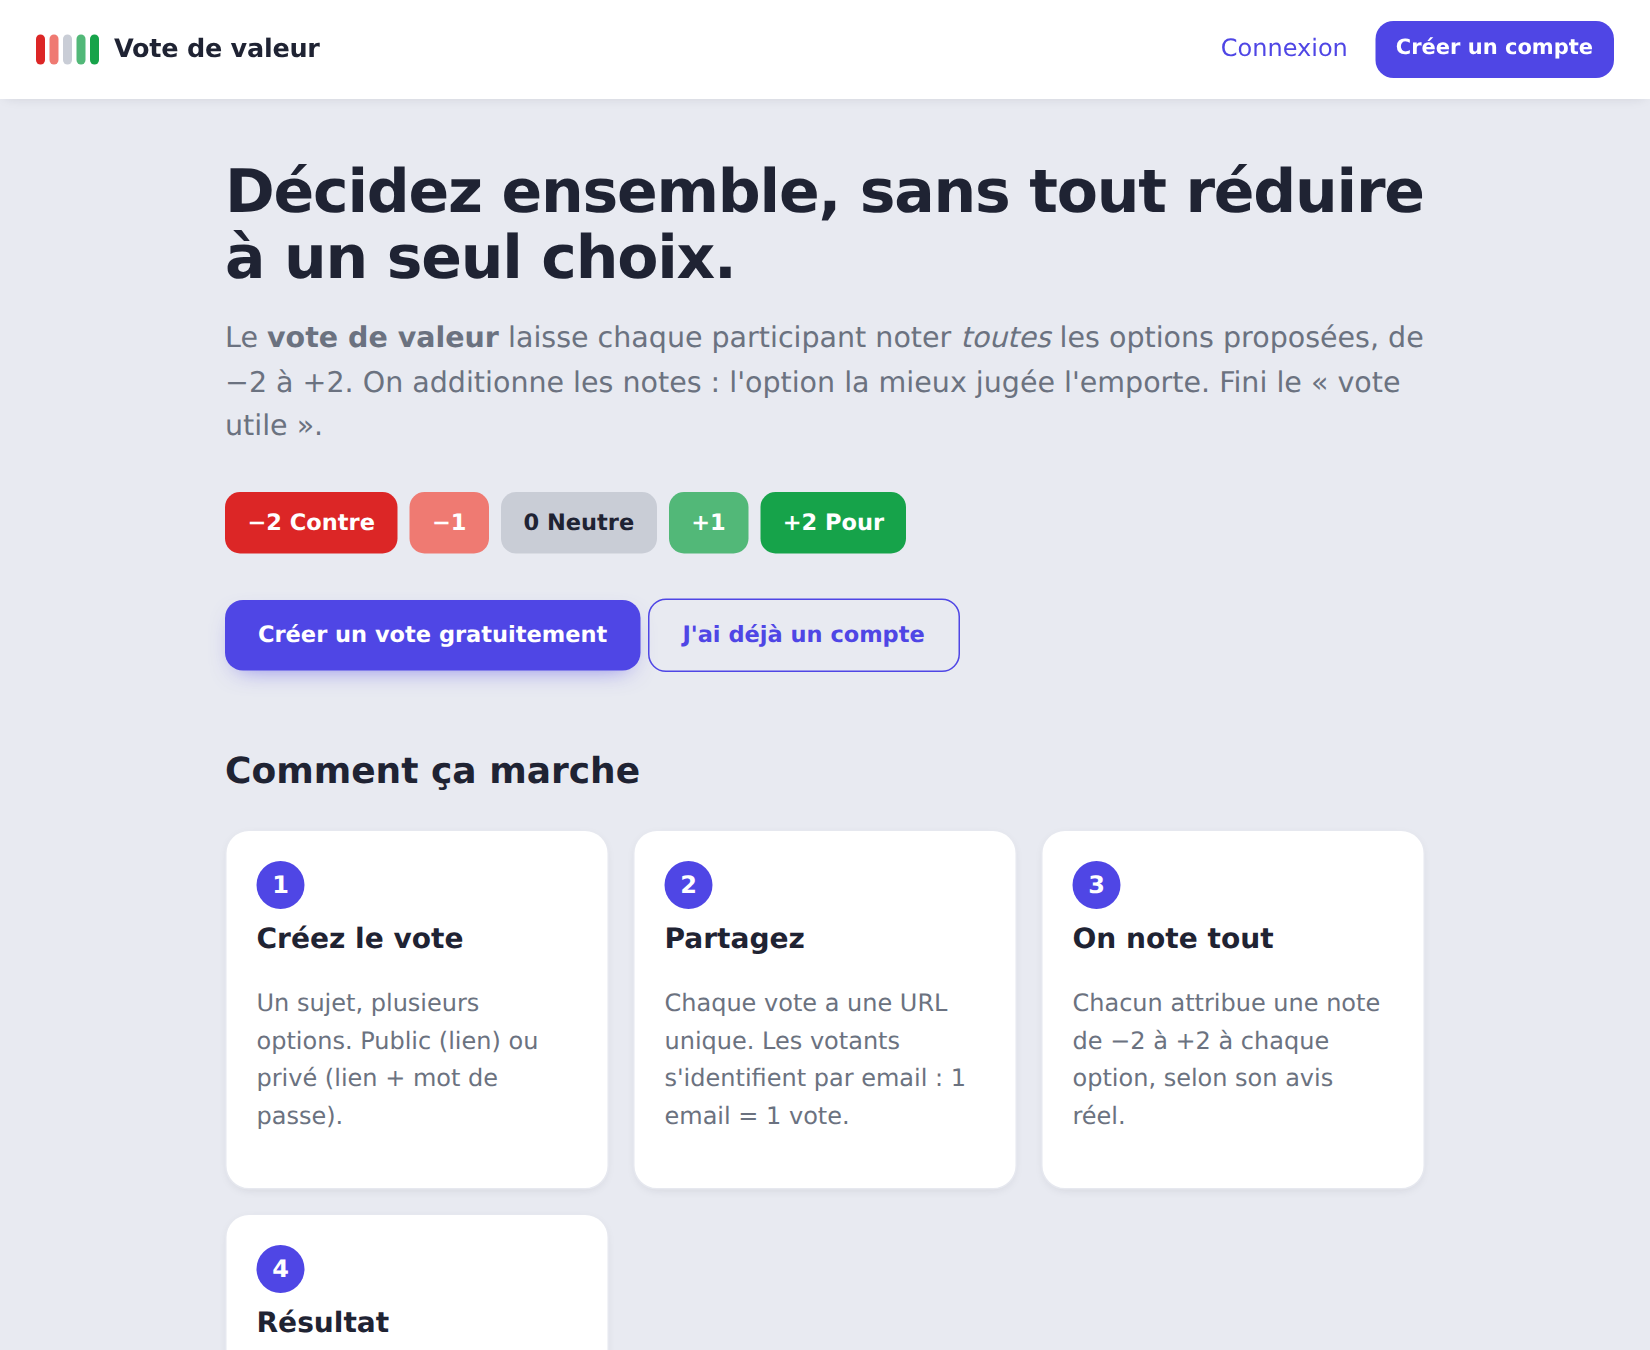 Vote de valeur
Connexion
Créer un compte
Décidez ensemble, sans tout réduire
à un seul choix.
Le vote de valeur laisse chaque participant noter toutes les options proposées, de
−2 à +2. On additionne les notes : l'option la mieux jugée l'emporte. Fini le « vote
utile ».
−2 Contre
−1
0 Neutre
+1
+2 Pour
Créer un vote gratuitement
J'ai déjà un compte
Comment ça marche
1
Créez le vote
Un sujet, plusieurs
options. Public (lien) ou
privé (lien + mot de
passe).
2
Partagez
Chaque vote a une URL
unique. Les votants
s'identifient par email : 1
email = 1 vote.
3
On note tout
Chacun attribue une note
de −2 à +2 à chaque
option, selon son avis
réel.
4
Résultat